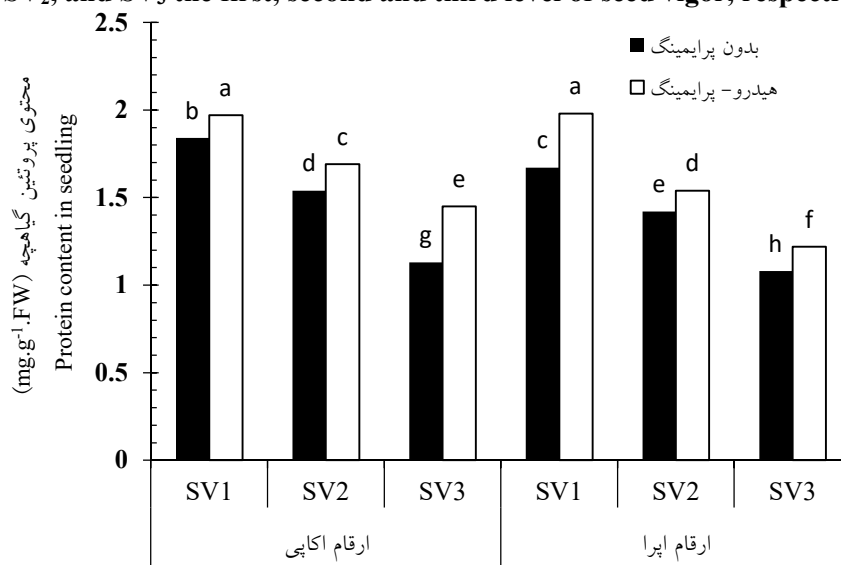 SV2, and SV3 the first, second and third level of seed vigor, respecti
2.5
2
1.5
1
0.5
0
محتوی پروتئین گیاهچه
Protein content in seedling
(mg.g-1.FW)
بدون پرایمینگ
هیدرو- پرایمینگ
b a d c g e c a e d h f
SV1 SV2 SV3 SV1 SV2 SV3
ارقام اکاپی ارقام اپرا